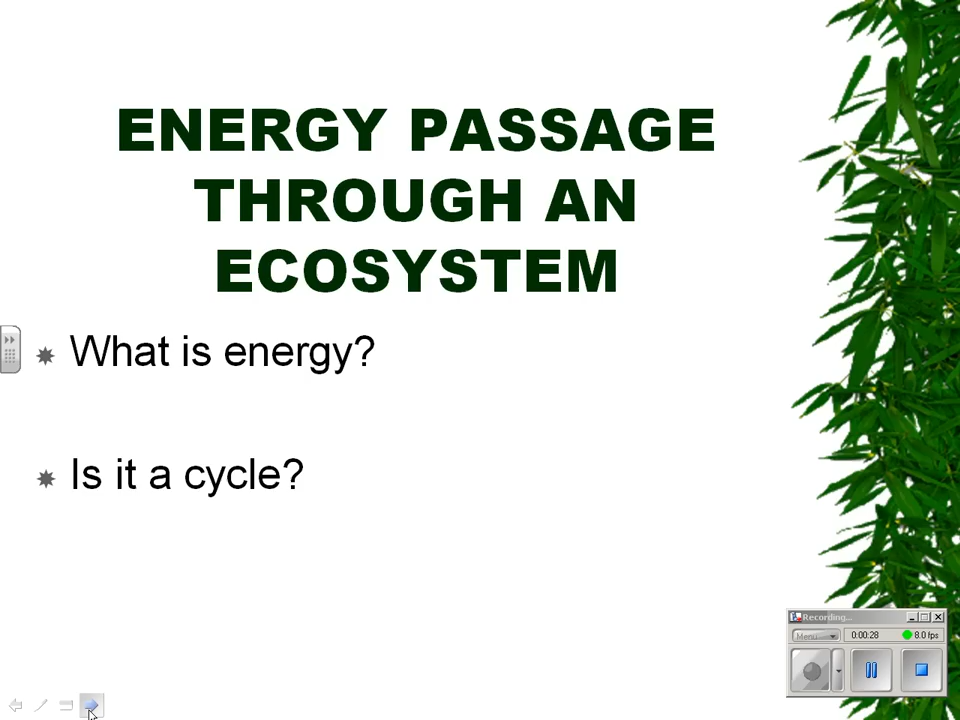 ENERGY PASSAGE
THROUGH AN
ECOSYSTEM
What is energy?
Is it a cycle?
Recording...
Menu
0:00:28
8.0 fps